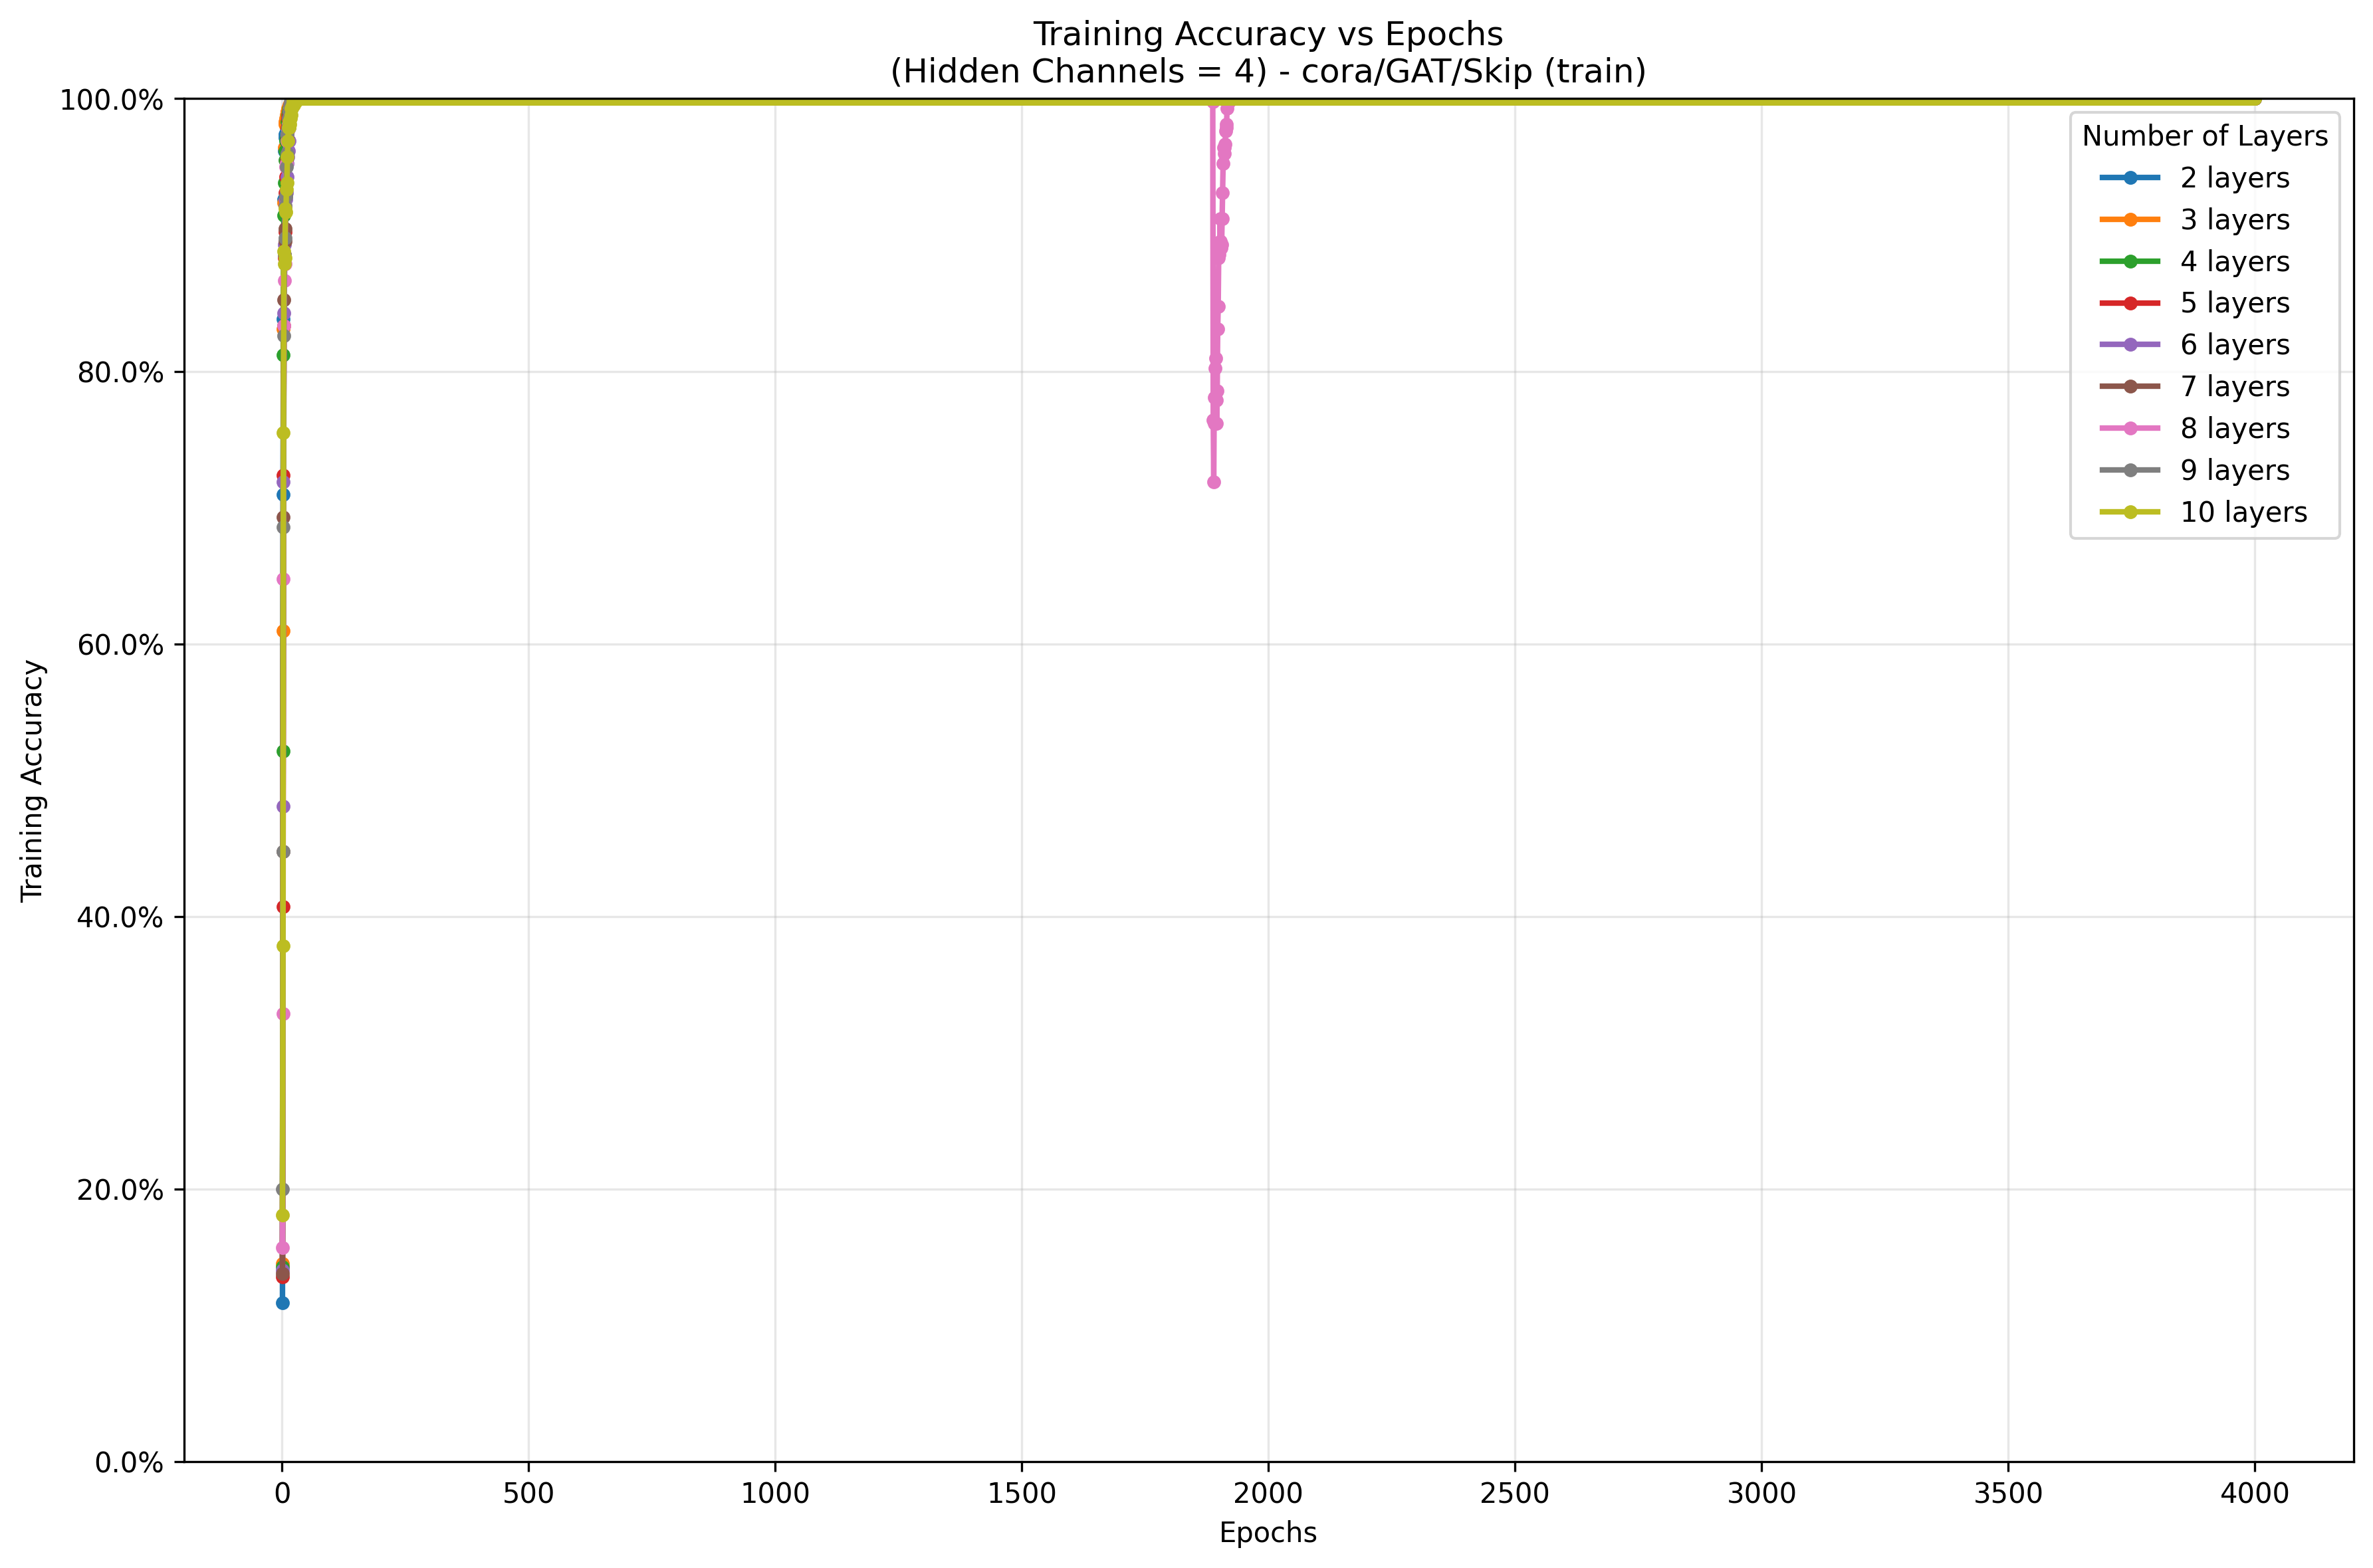 Training Accuracy vs Epochs
(Hidden Channels = 4) - cora/GAT/Skip (train)
100.0%
80.0%
60.0%
40.0%
20.0%
0.0%
Training Accuracy
Number of Layers
2 layers
3 layers
4 layers
5 layers
6 layers
7 layers
8 layers
9 layers
10 layers
0 500 1000 1500 2000 2500 3000 3500 4000
Epochs